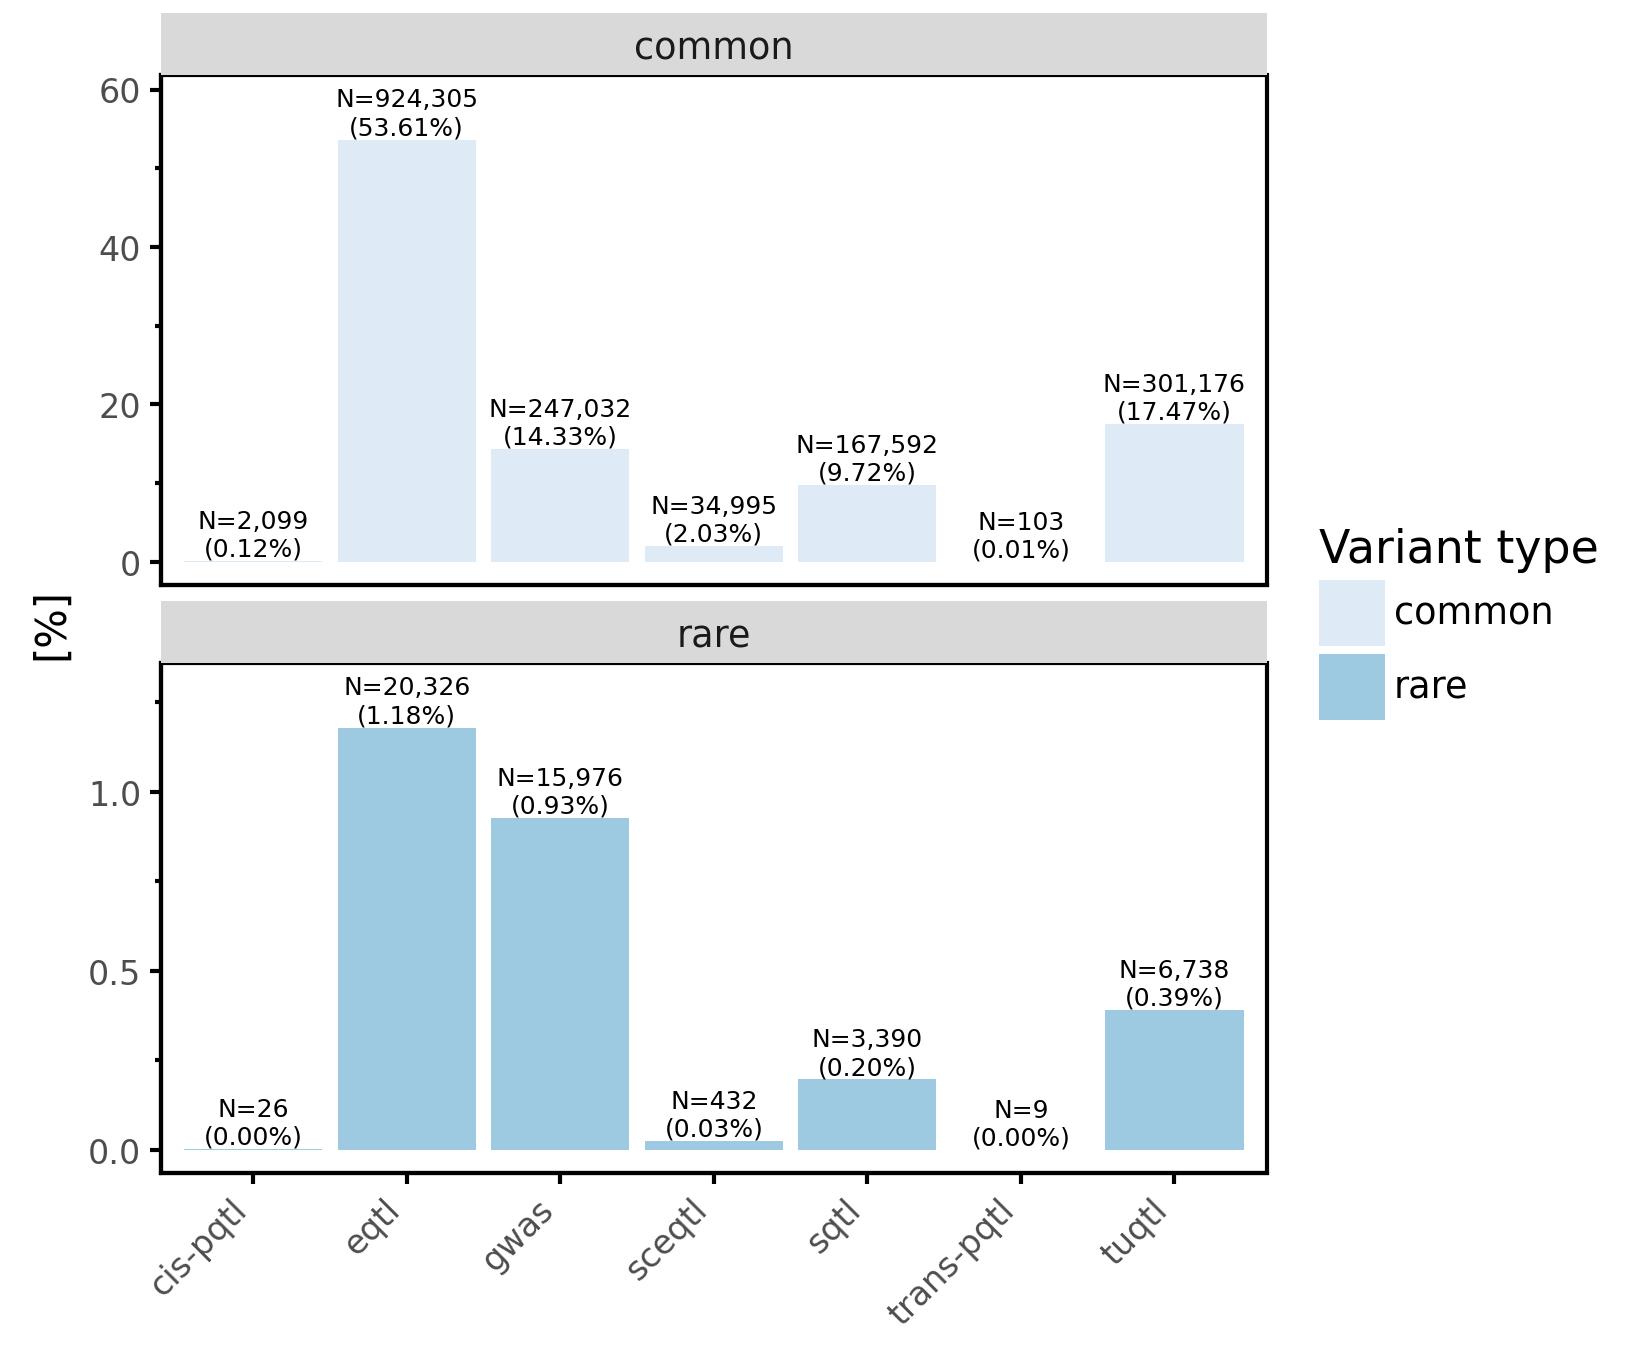 common
60
40
20
0
N=2,099
(0.12%)
N=924,305
(53.61%)
N=247,032
(14.33%)
N=34,995
(2.03%)
N=167,592
(9.72%)
N=103
(0.01%)
N=301,176
(17.47%)
[%]
rare
1.0
0.5
0.0
N=26
(0.00%)
N=20,326
(1.18%)
N=15,976
(0.93%)
N=432
(0.03%)
N=3,390
(0.20%)
N=9
(0.00%)
N=6,738
(0.39%)
cis-pqtl
eqtl
gwas
sceqtl
sqtl
trans-pqtl
tuqtl
Variant type
common
rare